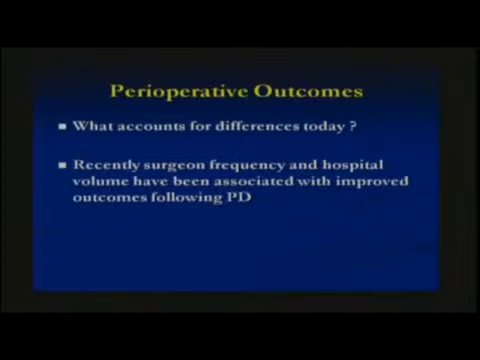 Perioperative Outcomes
What accounts for differences today ?
Recently surgeon frequency and hospital
volume have been associated with improved
outcomes following PD